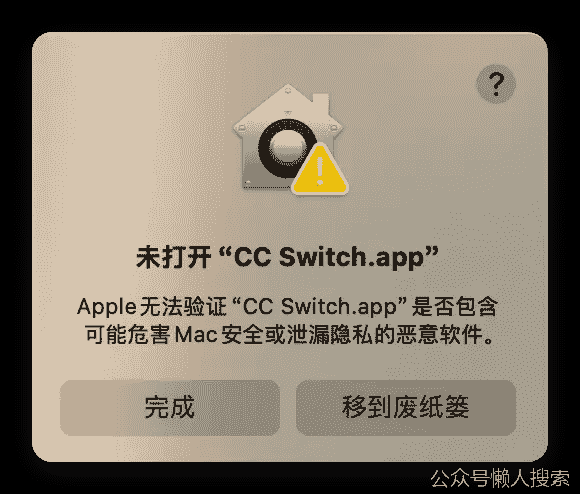 ?
未打开“CC Switch.app”
Apple无法验证“CC Switch.app”是否包含
可能危害Mac安全或泄漏隐私的恶意软件。
完成
移到废纸篓
公众号懒人搜索